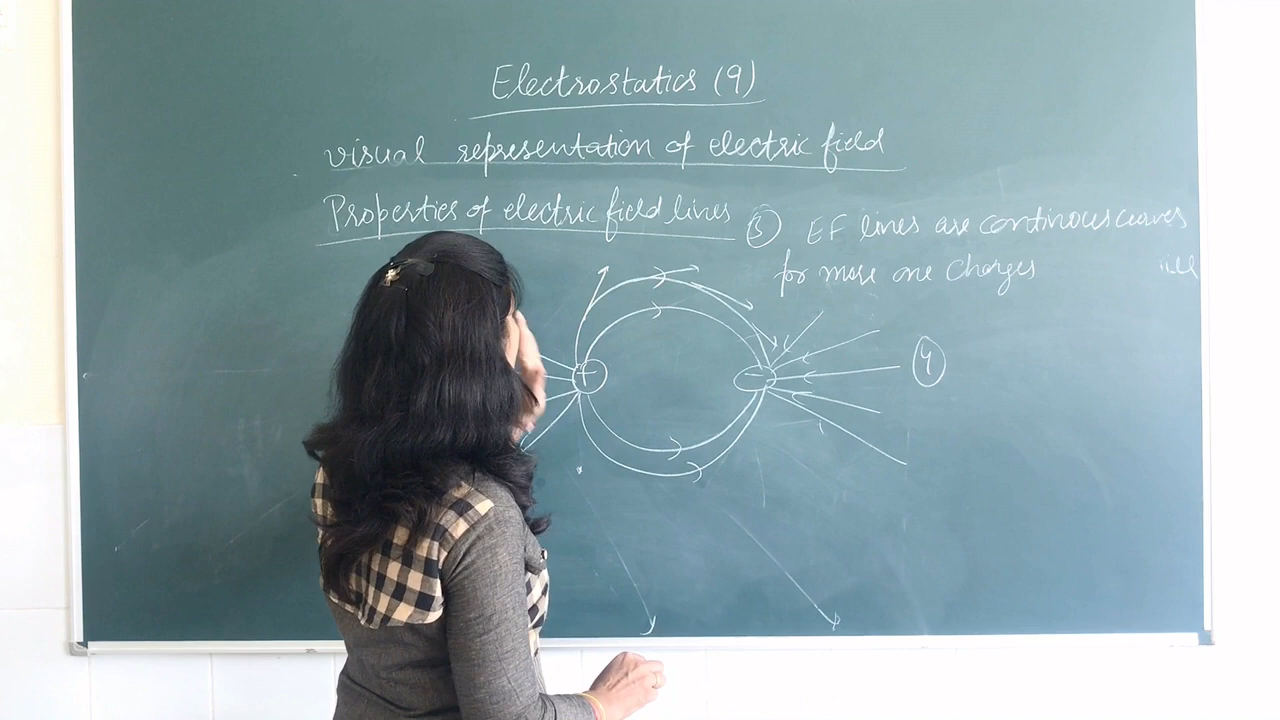 Electrostatics (9)
visual representation of electric field
Properties of electric field lines
③ EF lines are continous curves
for more one charges
+
−
④